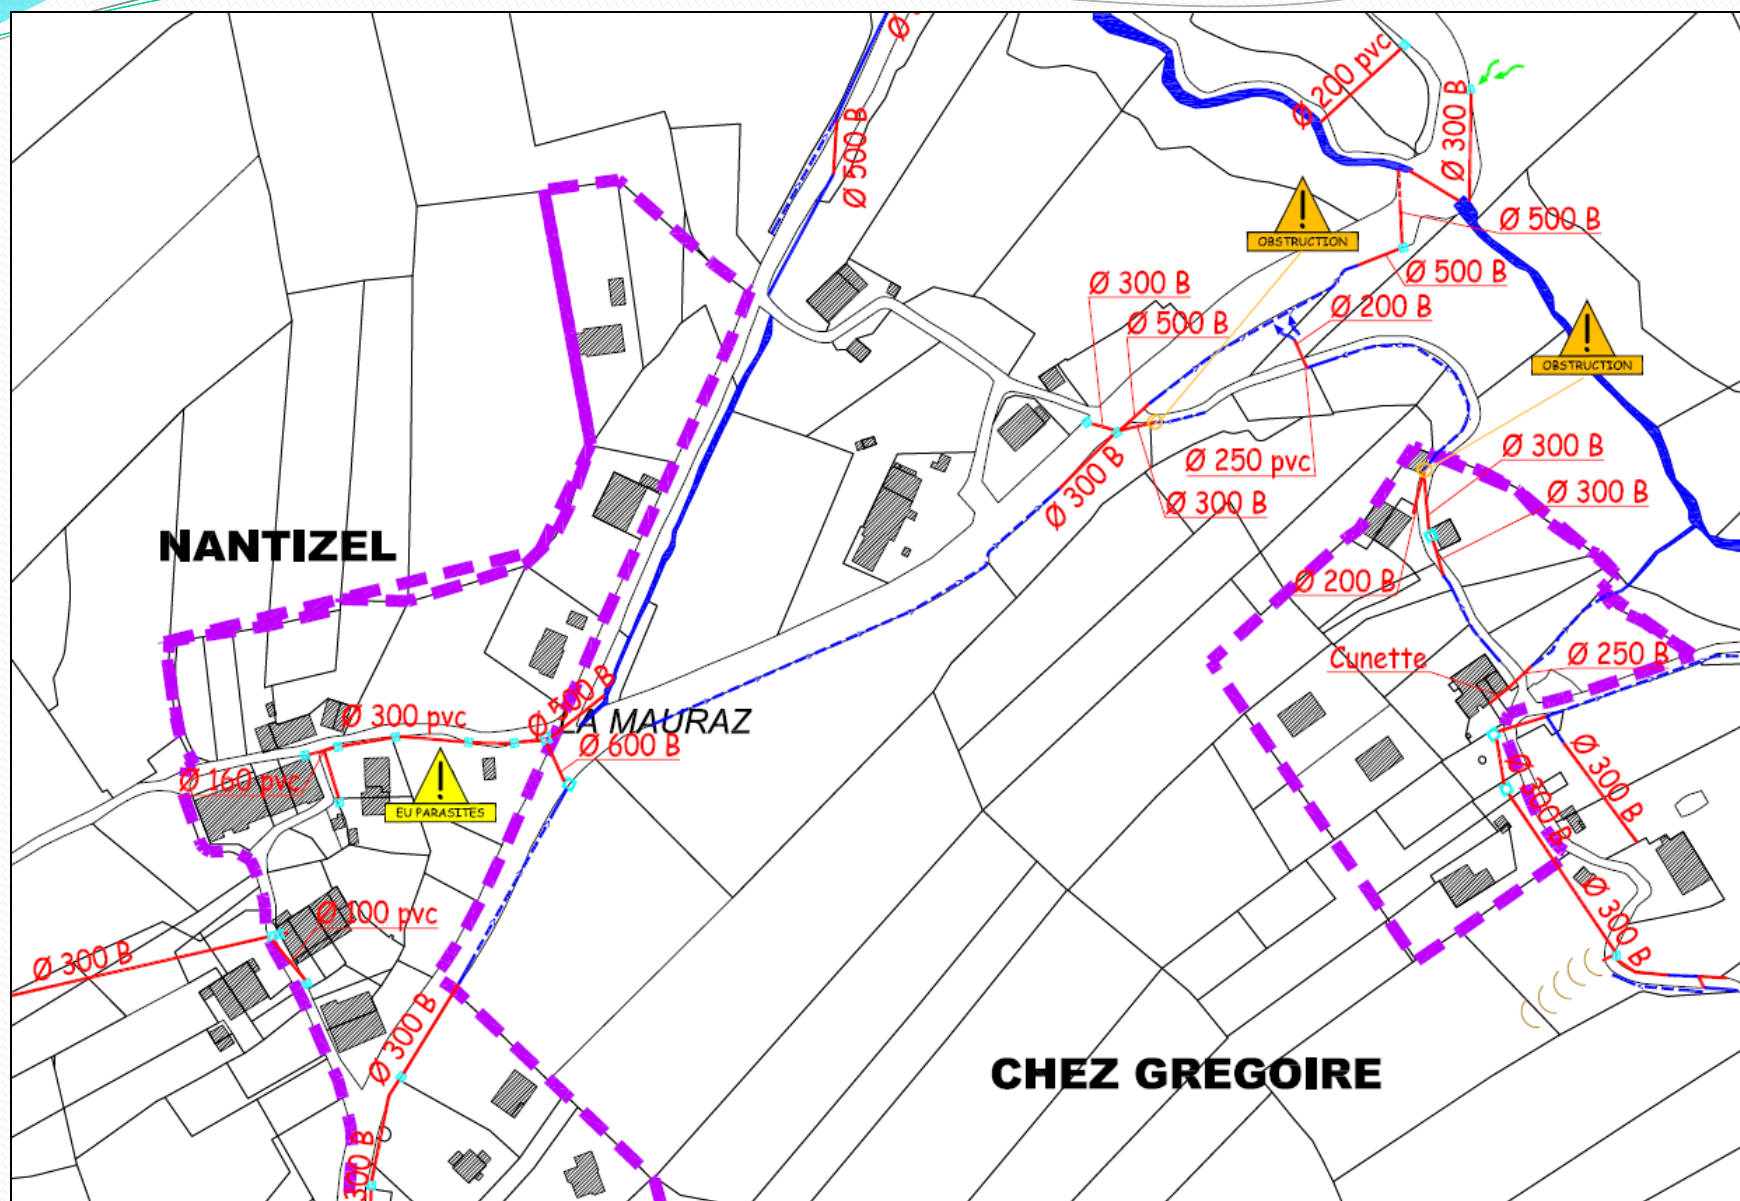 Ø 200 pvc
Ø 500 B
Ø 300 B
OBSTRUCTION
Ø 500 B
Ø 500 B
Ø 300 B
Ø 500 B
Ø 200 B
OBSTRUCTION
Ø 300 B
Ø 250 pvc
Ø 300 B
Ø 300 B
Ø 300 B
NANTIZEL
Ø 200 B
Cunette
Ø 250 B
Ø 500 B
LA MAURAZ
Ø 300 pvc
Ø 600 B
Ø 160 pvc
EU PARASITES
Ø 300 B
Ø 300 B
Ø 100 pvc
Ø 300 B
Ø 300 B
Ø 300 B
CHEZ GREGOIRE
300 B